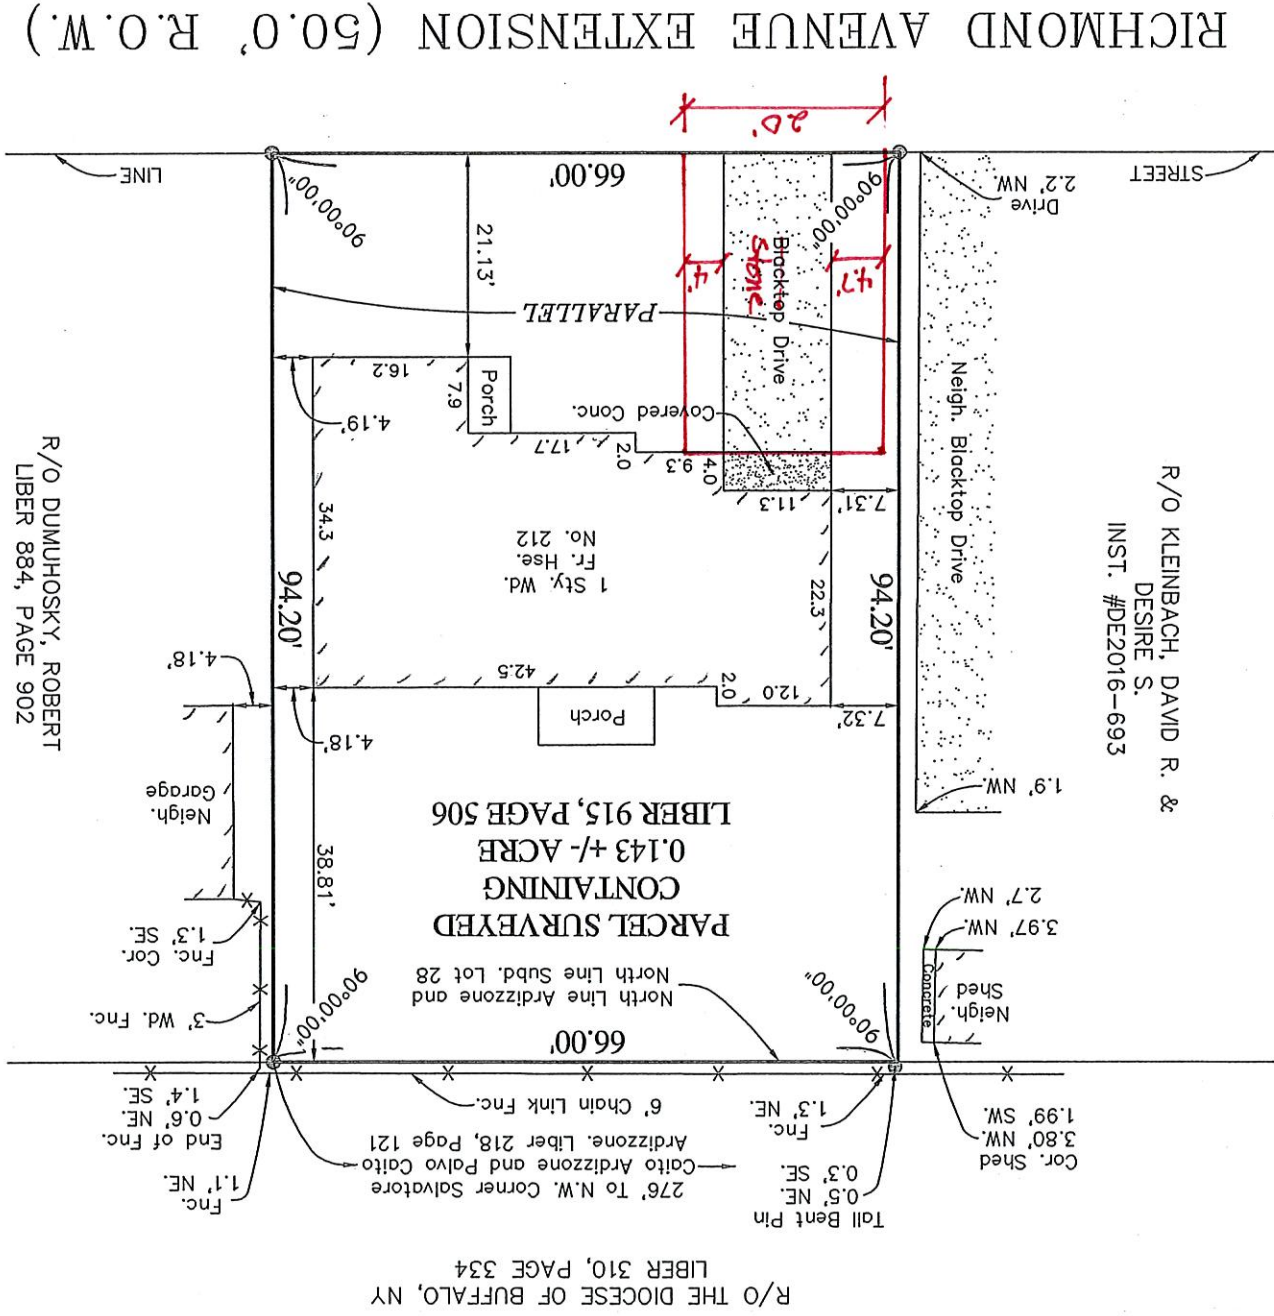 R/O THE DIOCESE OF BUFFALO, NY
LIBER 310, PAGE 334
Tall Bent Pin
0.5' NE.
0.3' SE.
276' To N.W. Corner Salvatore
Caito Ardizzone and Palvo Caito
Ardizzone. Liber 218, Page 121
Fnc.
1.1' NE.
Cor. Shed
3.80' NW.
1.99' SW.
Fnc.
1.3' NE.
6' Chain Link Fnc.
End of Fnc.
0.6' NE.
1.4' SE.
66.00'
90°00'00"
90°00'00"
North Line Ardizzone and
North Line Subd. Lot 28
Neigh.
Shed
Concrete
3.97' NW.
2.7' NW.
3' Wd. Fnc.
Fnc. Cor.
1.3' SE.
PARCEL SURVEYED
CONTAINING
0.143 +/- ACRE
LIBER 915, PAGE 506
38.81'
Neigh.
Garage
1.9' NW.
Porch
4.18'
4.18'
7.32'
12.0
2.0
42.5
R/O KLEINBACH, DAVID R. &
DESIRE S.
INST. #DE2016-693
R/O DUMUHOSKY, ROBERT
LIBER 884, PAGE 902
94.20'
94.20'
22.3
34.3
1 Sty. Wd.
Fr. Hse.
No. 212
Neigh. Blacktop Drive
7.31'
11.3
4.0
9.3
2.0
17.7
Covered Conc.
Porch
7.9
16.2
4.19'
Blacktop Drive
Stone
PARALLEL
4.7'
4'
21.13'
90°00'00"
90°00'00"
66.00'
Drive
2.2' NW.
STREET
LINE
20'
RICHMOND AVENUE EXTENSION (50.0' R.O.W.)